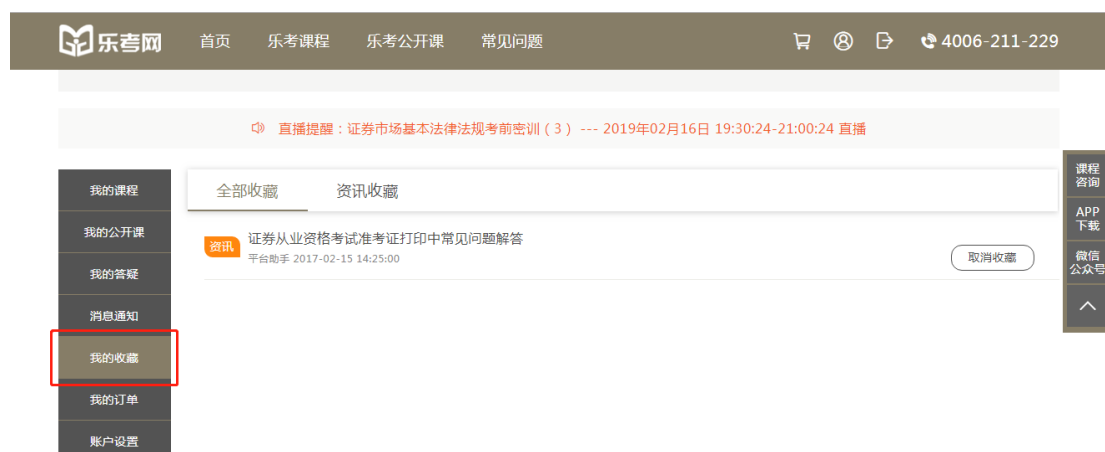 乐考网 首页 乐考课程 乐考公开课 常见问题 4006-211-229
直播提醒：证券市场基本法律法规考前密训（3） --- 2019年02月16日 19:30:24-21:00:24 直播
我的课程
我的公开课
我的答疑
消息通知
我的收藏
我的订单
账户设置
全部收藏 资讯收藏
资讯 证券从业资格考试准考证打印中常见问题解答
平台助手 2017-02-15 14:25:00
取消收藏
课程
咨询
APP
下载
微信
公众号